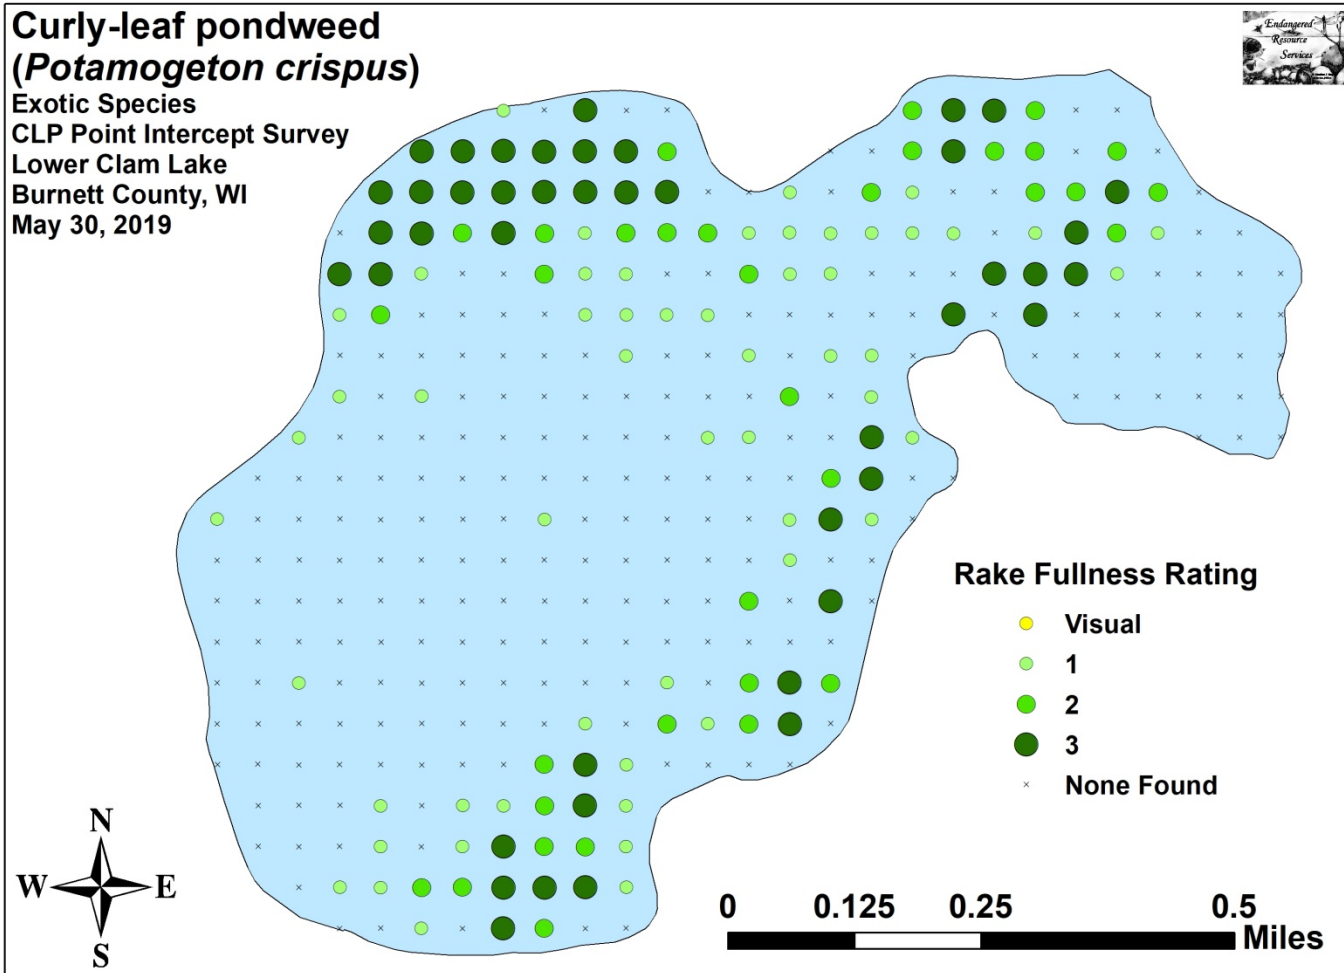 Curly-leaf pondweed
(Potamogeton crispus)
Exotic Species
CLP Point Intercept Survey
Lower Clam Lake
Burnett County, WI
May 30, 2019
Endangered
Resource
Services
Rake Fullness Rating
Visual
1
2
3
None Found
N
W E
S
0 0.125 0.25 0.5
Miles